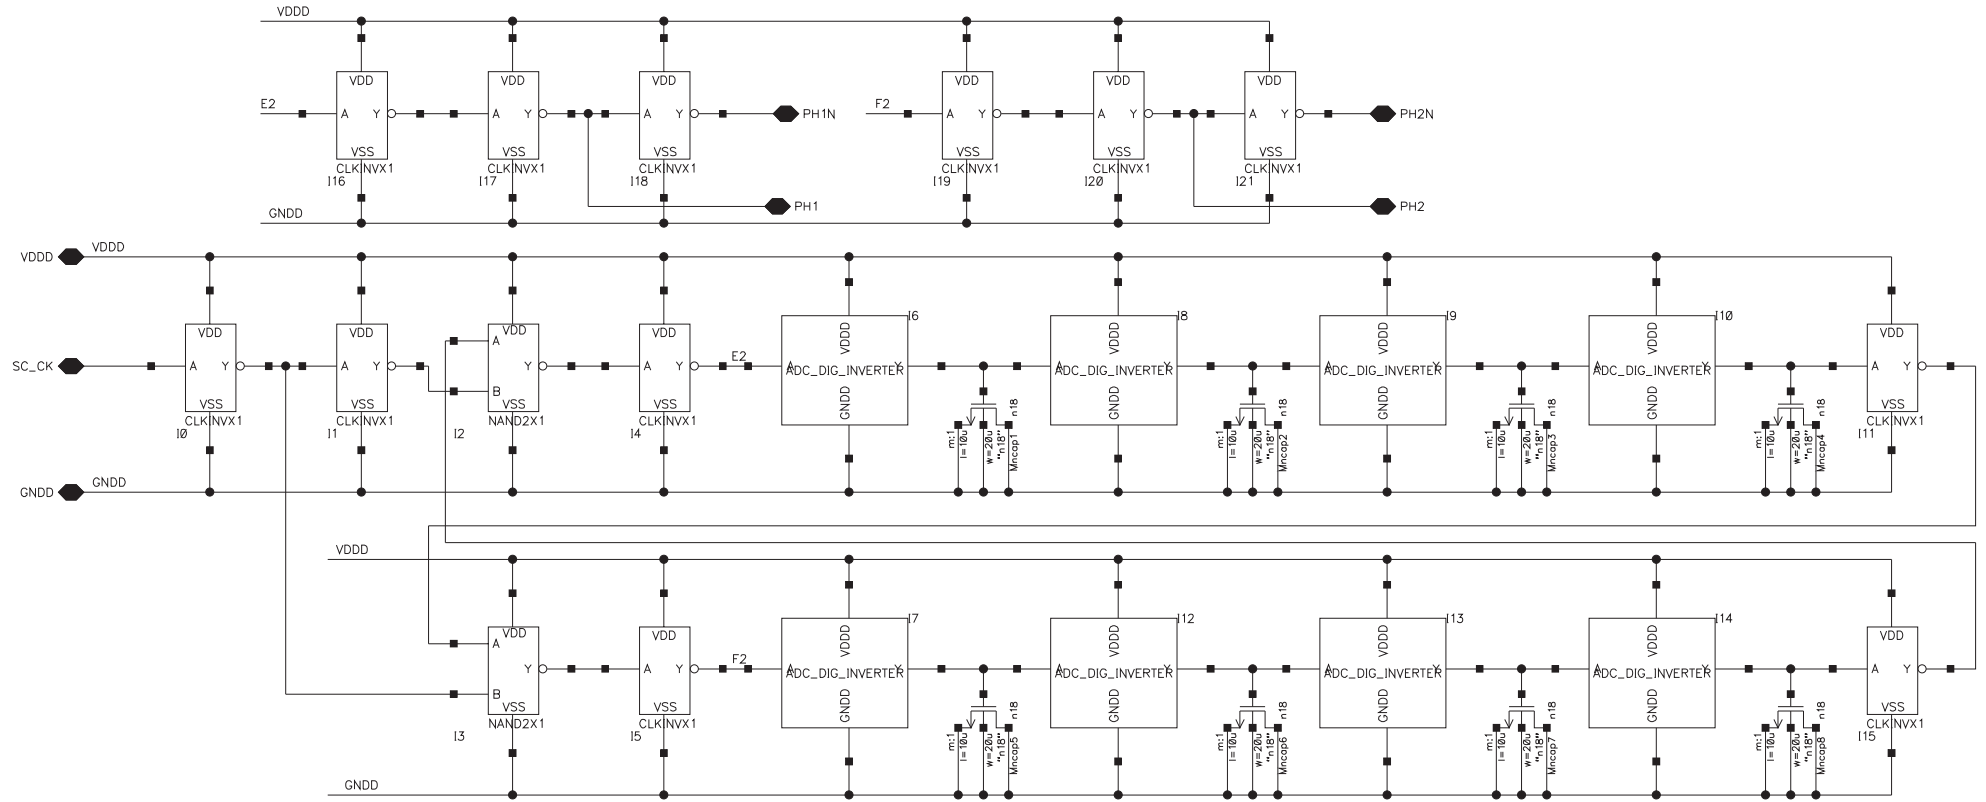 VDDD
VDD VDD VDD VDD VDD VDD
E2 A Y A Y A Y PH1N F2 A Y A Y A Y PH2N
VSS VSS VSS VSS VSS VSS
CLKINVX1 CLKINVX1 CLKINVX1 CLKINVX1 CLKINVX1 CLKINVX1
I16 I17 I18 I19 I20 I21
PH1 PH2
GNDD
VDDD VDDD
I6 I8 I9 I10
VDD VDD VDD VDD VDDD VDDD VDDD VDDD VDD
A
SC_CK A Y A Y Y A Y E2 A Y A Y A Y A Y A Y
ADC_DIG_INVERTER ADC_DIG_INVERTER ADC_DIG_INVERTER ADC_DIG_INVERTER
B
VSS VSS VSS VSS GNDD GNDD GNDD GNDD VSS
CLKINVX1 CLKINVX1 NAND2X1 CLKINVX1 CLKINVX1
I0 I1 I2 I4 I11
m:1 l=10u w=20u "n18" Mncap1 n18
m:1 l=10u w=20u "n18" Mncap2 n18
m:1 l=10u w=20u "n18" Mncap3 n18
m:1 l=10u w=20u "n18" Mncap4 n18
GNDD GNDD
VDDD
I7 I12 I13 I14
VDD VDD VDDD VDDD VDDD VDDD VDD
A
Y A Y F2 A Y A Y A Y A Y A Y
ADC_DIG_INVERTER ADC_DIG_INVERTER ADC_DIG_INVERTER ADC_DIG_INVERTER
B
VSS VSS GNDD GNDD GNDD GNDD VSS
NAND2X1 CLKINVX1 CLKINVX1
I3 I5 I15
m:1 l=10u w=20u "n18" Mncap5 n18
m:1 l=10u w=20u "n18" Mncap6 n18
m:1 l=10u w=20u "n18" Mncap7 n18
m:1 l=10u w=20u "n18" Mncap8 n18
GNDD